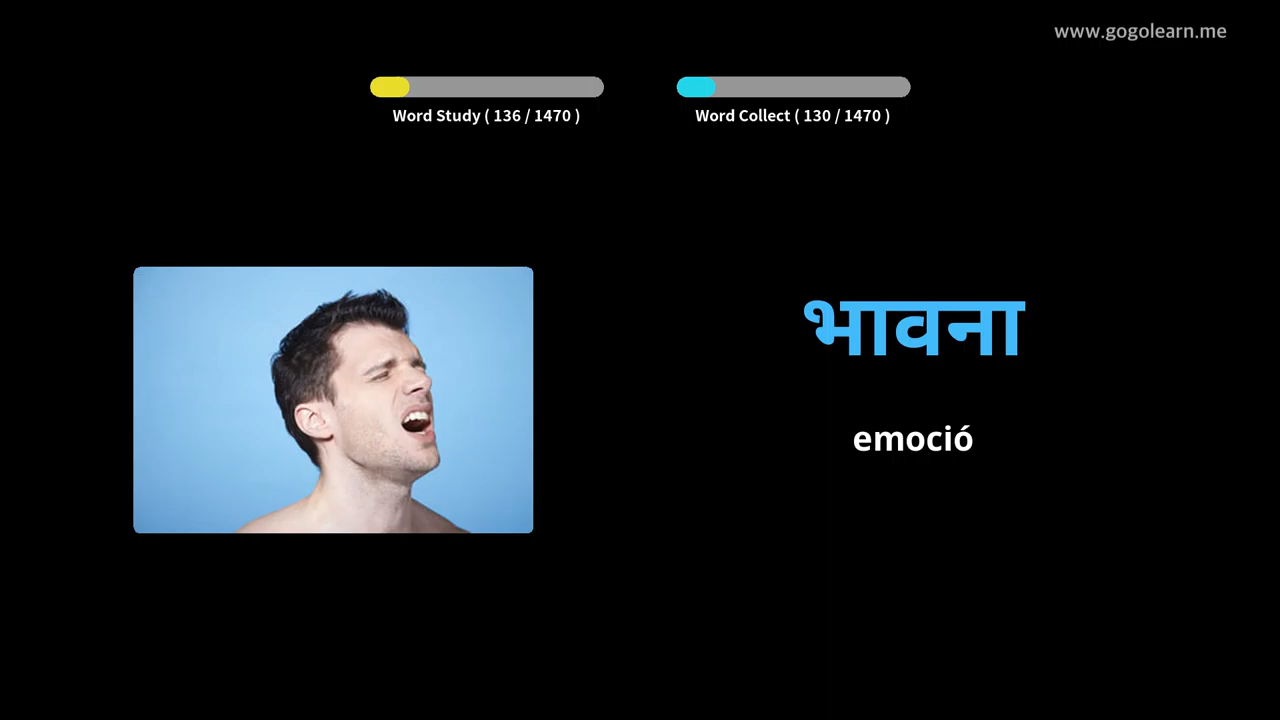 www.gogolearn.me
Word Study ( 136 / 1470 )
Word Collect ( 130 / 1470 )
भावना
emoció